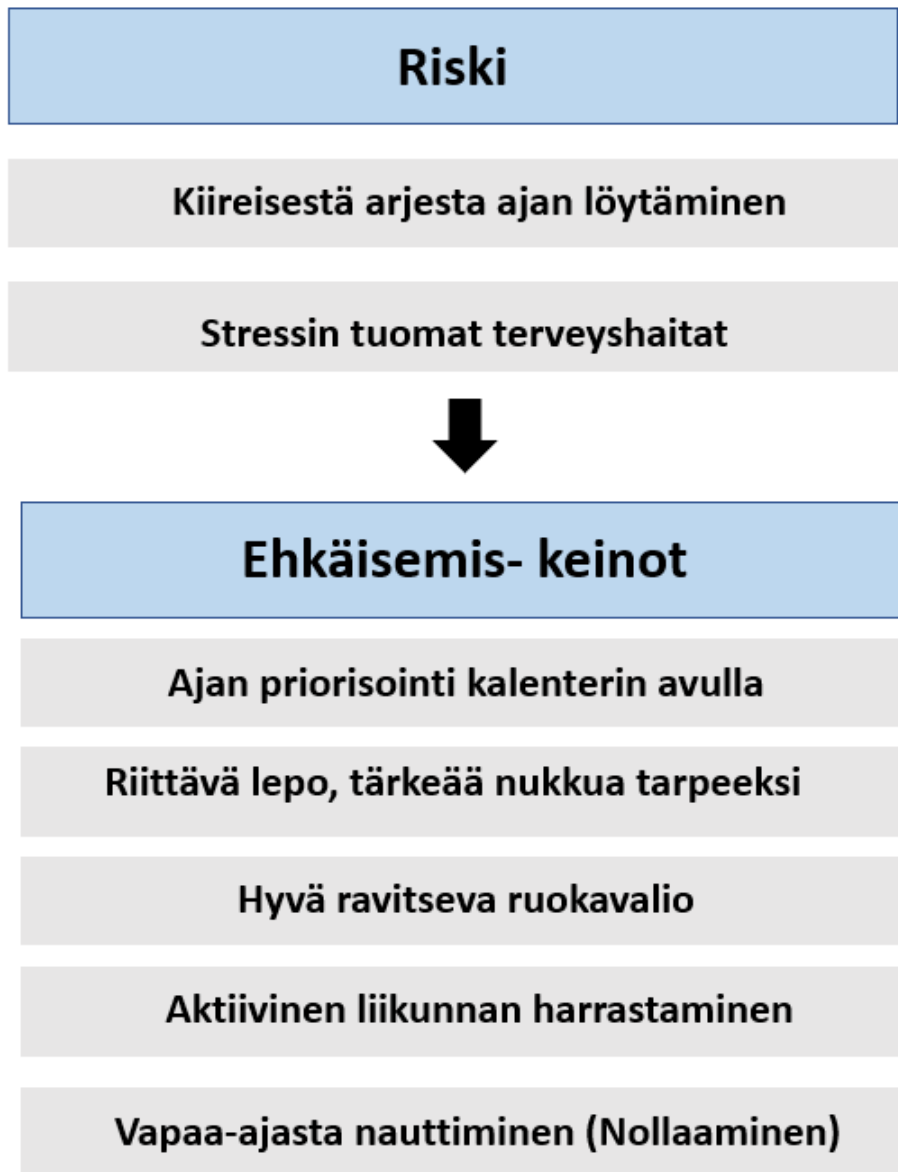 Riski
Kiireisestä arjesta ajan löytäminen
Stressin tuomat terveyshaitat
Ehkäisemis- keinot
Ajan priorisointi kalenterin avulla
Riittävä lepo, tärkeää nukkua tarpeeksi
Hyvä ravitseva ruokavalio
Aktiivinen liikunnan harrastaminen
Vapaa-ajasta nauttiminen (Nollaaminen)